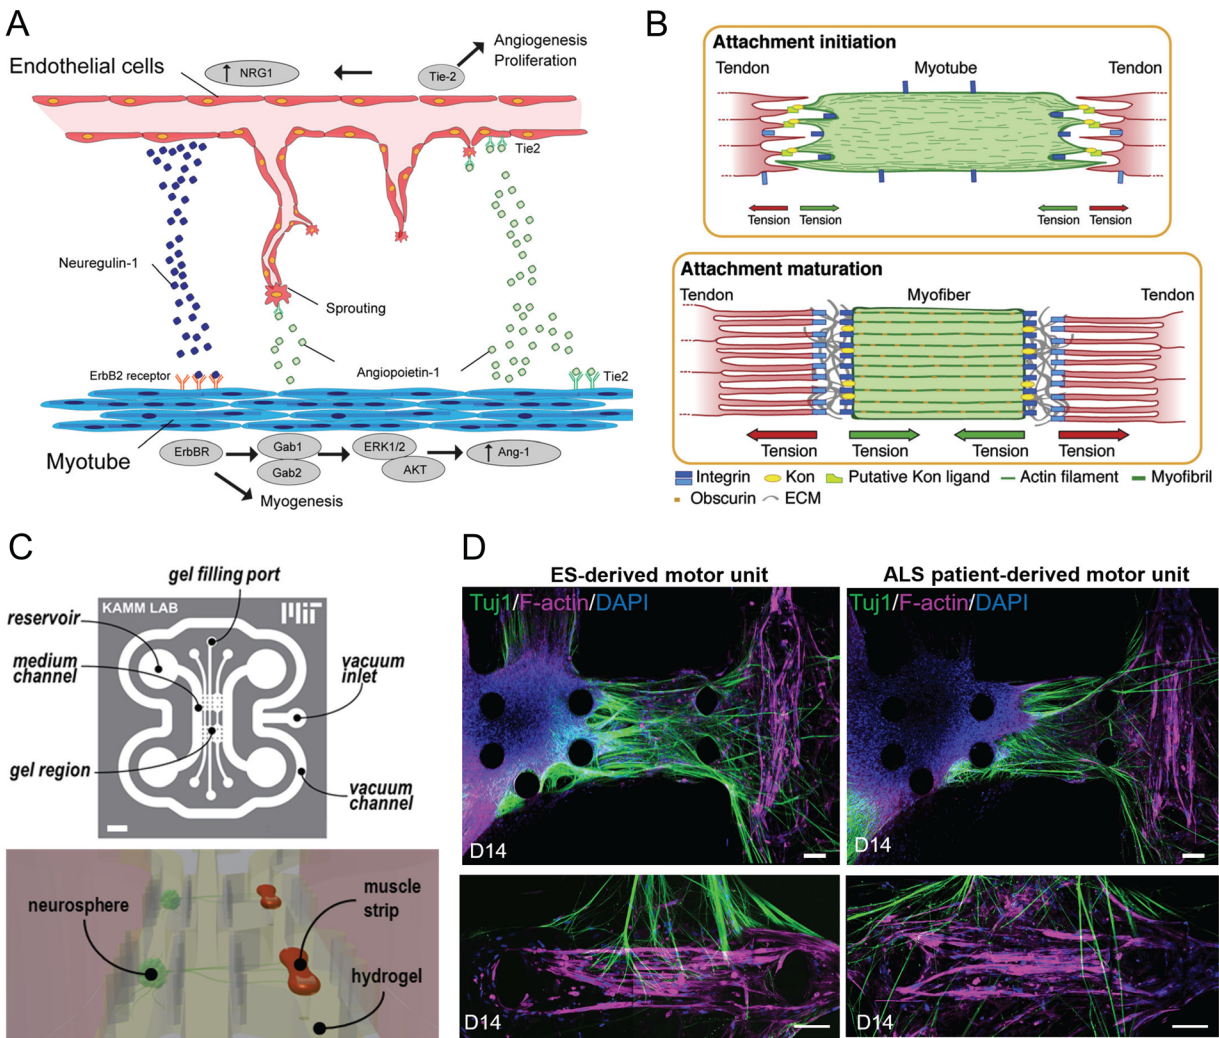 A
Endothelial cells
↑ NRG1
Tie-2
Angiogenesis
Proliferation
Tie2
Neuregulin-1
Sprouting
ErbB2 receptor
Angiopoietin-1
Tie2
Myotube
ErbBR
Gab1
Gab2
ERK1/2
AKT
↑ Ang-1
Myogenesis
B
Attachment initiation
Tendon
Myotube
Tendon
Tension
Tension
Tension
Tension
Attachment maturation
Tendon
Myofiber
Tendon
Tension
Tension
Tension
Tension
Integrin
Kon
Putative Kon ligand
Actin filament
Myofibril
Obscurin
ECM
C
gel filling port
KAMM LAB
MIT
reservoir
medium
channel
vacuum
inlet
gel region
vacuum
channel
neurosphere
muscle
strip
hydrogel
D
ES-derived motor unit
ALS patient-derived motor unit
Tuj1/F-actin/DAPI
Tuj1/F-actin/DAPI
D14
D14
D14
D14